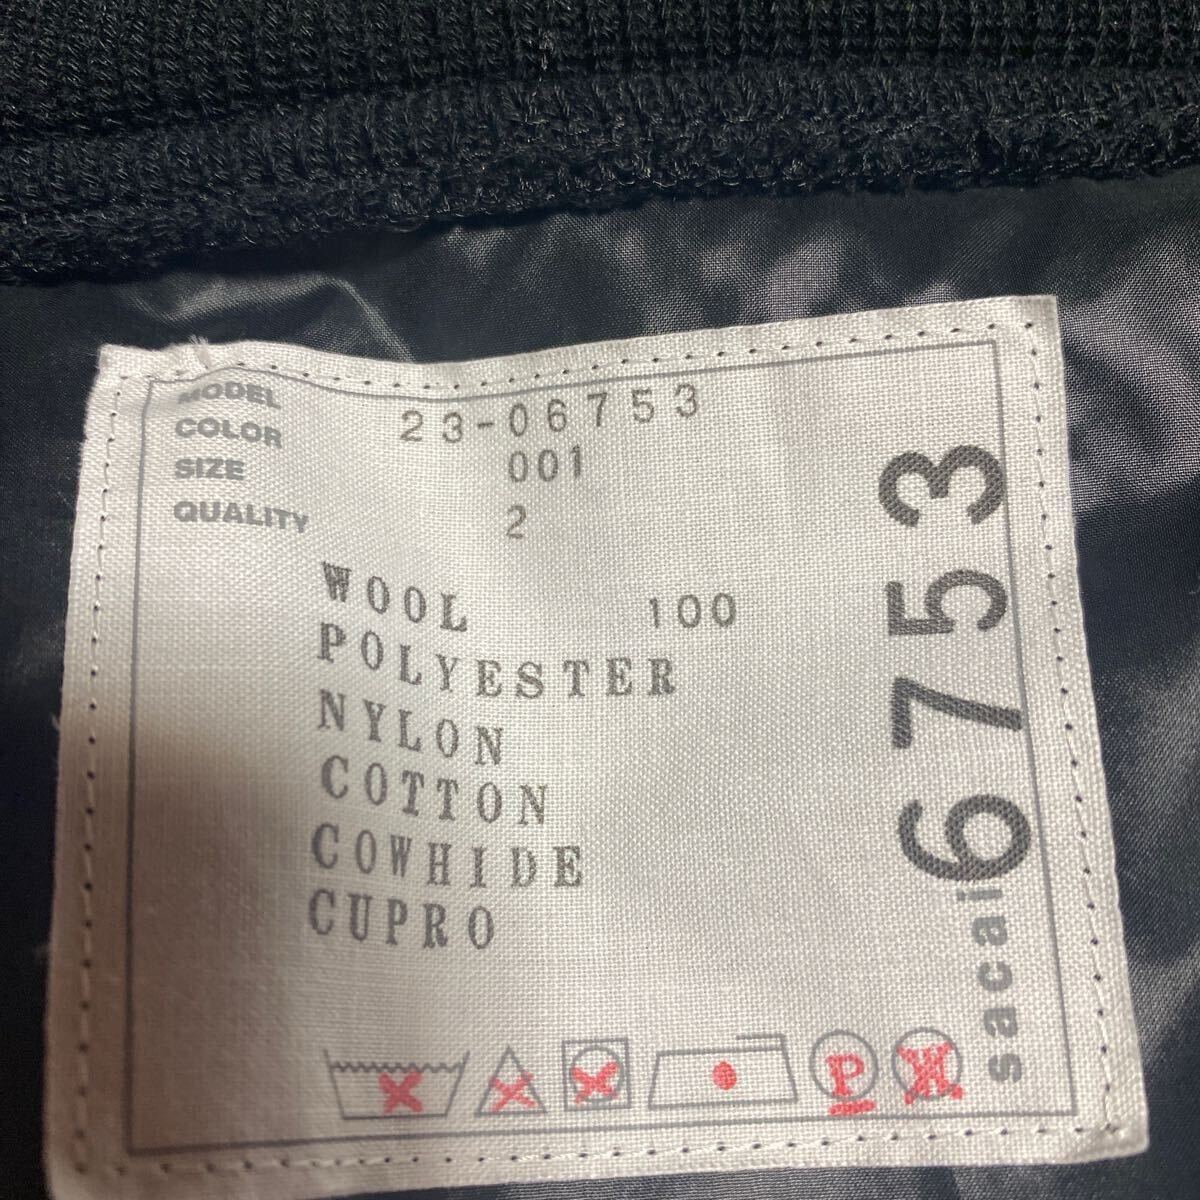 MODEL 23-06753
COLOR 001
SIZE 2
QUALITY
WOOL
POLYESTER 100
NYLON
COTTON
COWHIDE
CUPRO
P
W
sacai 6753